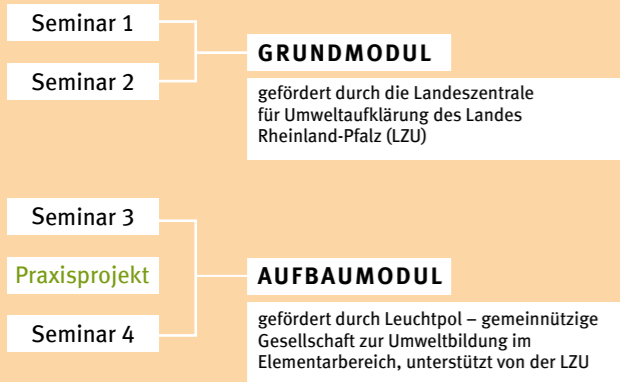 Seminar 1
Seminar 2
GRUNDMODUL
gefördert durch die Landeszentrale
für Umweltaufklärung des Landes
Rheinland-Pfalz (LZU)
Seminar 3
Praxisprojekt
Seminar 4
AUFBAUMODUL
gefördert durch Leuchtpol – gemeinnützige
Gesellschaft zur Umweltbildung im
Elementarbereich, unterstützt von der LZU